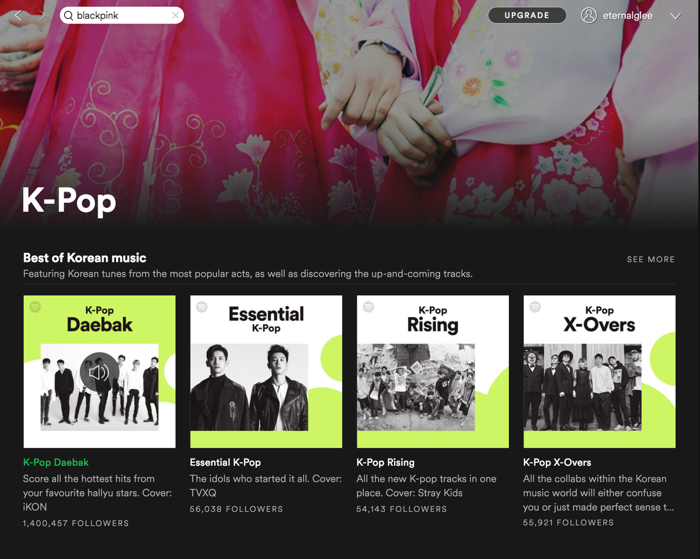 blackpink
UPGRADE
eternalglee
K-Pop
Best of Korean music
SEE MORE
Featuring Korean tunes from the most popular acts, as well as discovering the up-and-coming tracks.
K-Pop
Daebak
Essential
K-Pop
K-Pop
Rising
K-Pop
X-Overs
K-Pop Daebak
Score all the hottest hits from
your favourite hallyu stars. Cover:
iKON
1,400,457 FOLLOWERS
Essential K-Pop
The idols who started it all. Cover:
TVXQ
56,038 FOLLOWERS
K-Pop Rising
All the new K-pop tracks in one
place. Cover: Stray Kids
54,143 FOLLOWERS
K-Pop X-Overs
All the collabs within the Korean
music world will either confuse
you or just made perfect sense t...
55,921 FOLLOWERS